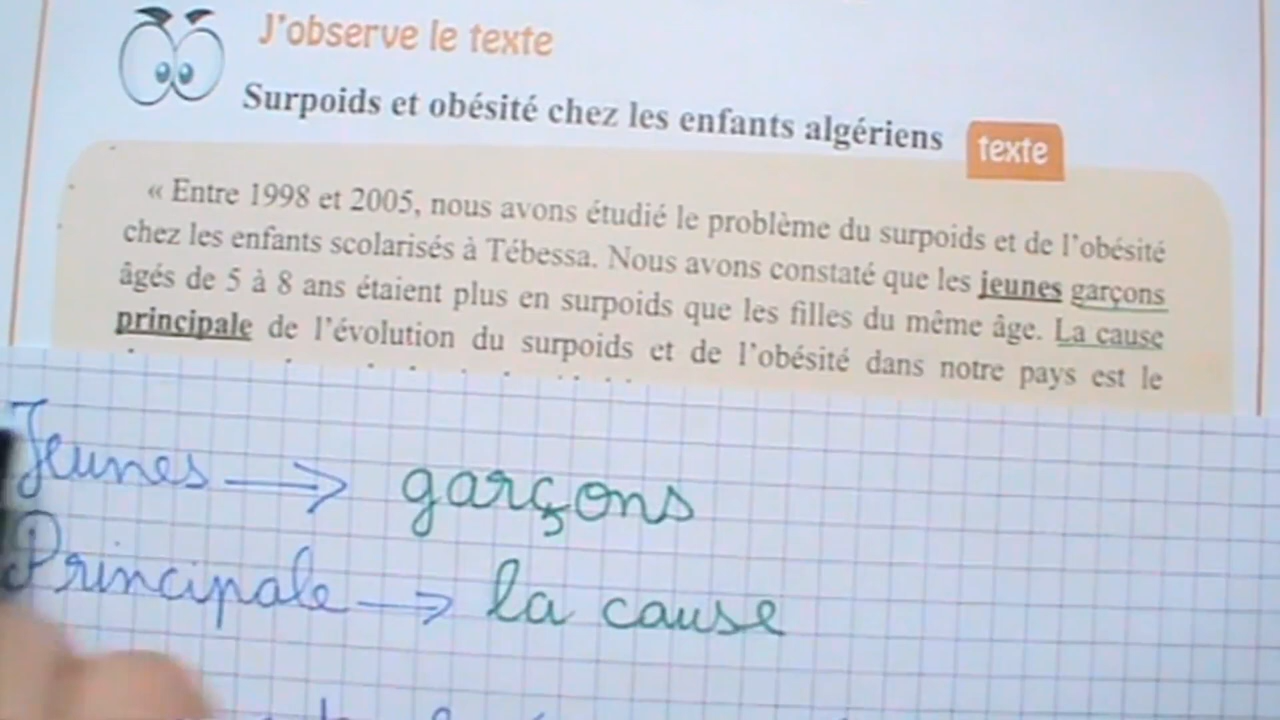 J'observe le texte
Surpoids et obésité chez les enfants algériens
texte
« Entre 1998 et 2005, nous avons étudié le problème du surpoids et de l'obésité
chez les enfants scolarisés à Tébessa. Nous avons constaté que les jeunes garçons
âgés de 5 à 8 ans étaient plus en surpoids que les filles du même âge. La cause
principale de l'évolution du surpoids et de l'obésité dans notre pays est le
Jeunes → garçons
Principale → la cause